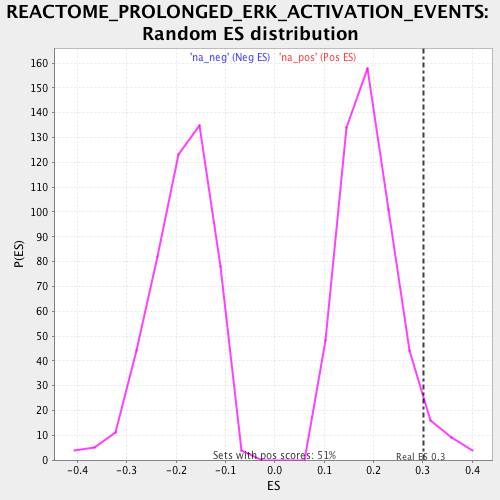 REACTOME_PROLONGED_ERK_ACTIVATION_EVENTS:
Random ES distribution
'na_neg' (Neg ES) 'na_pos' (Pos ES)
160
150
140
130
120
110
100
90
80
70
60
50
40
30
20
10
0
P(ES)
Sets with pos scores: 51%
Real ES 0.3
-0.4 -0.3 -0.2 -0.1 0.0 0.1 0.2 0.3 0.4
ES